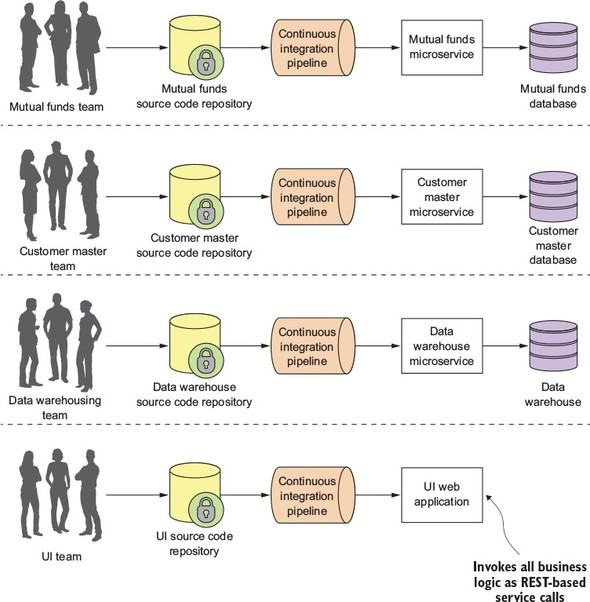 Mutual funds team
Mutual funds
source code repository
Continuous
integration
pipeline
Mutual funds
microservice
Mutual funds
database
Customer master
team
Customer master
source code repository
Continuous
integration
pipeline
Customer
master
microservice
Customer
master
database
Data warehousing
team
Data warehouse
source code repository
Continuous
integration
pipeline
Data
warehouse
microservice
Data
warehouse
UI team
UI source code
repository
Continuous
integration
pipeline
UI web
application
Invokes all business
logic as REST-based
service calls